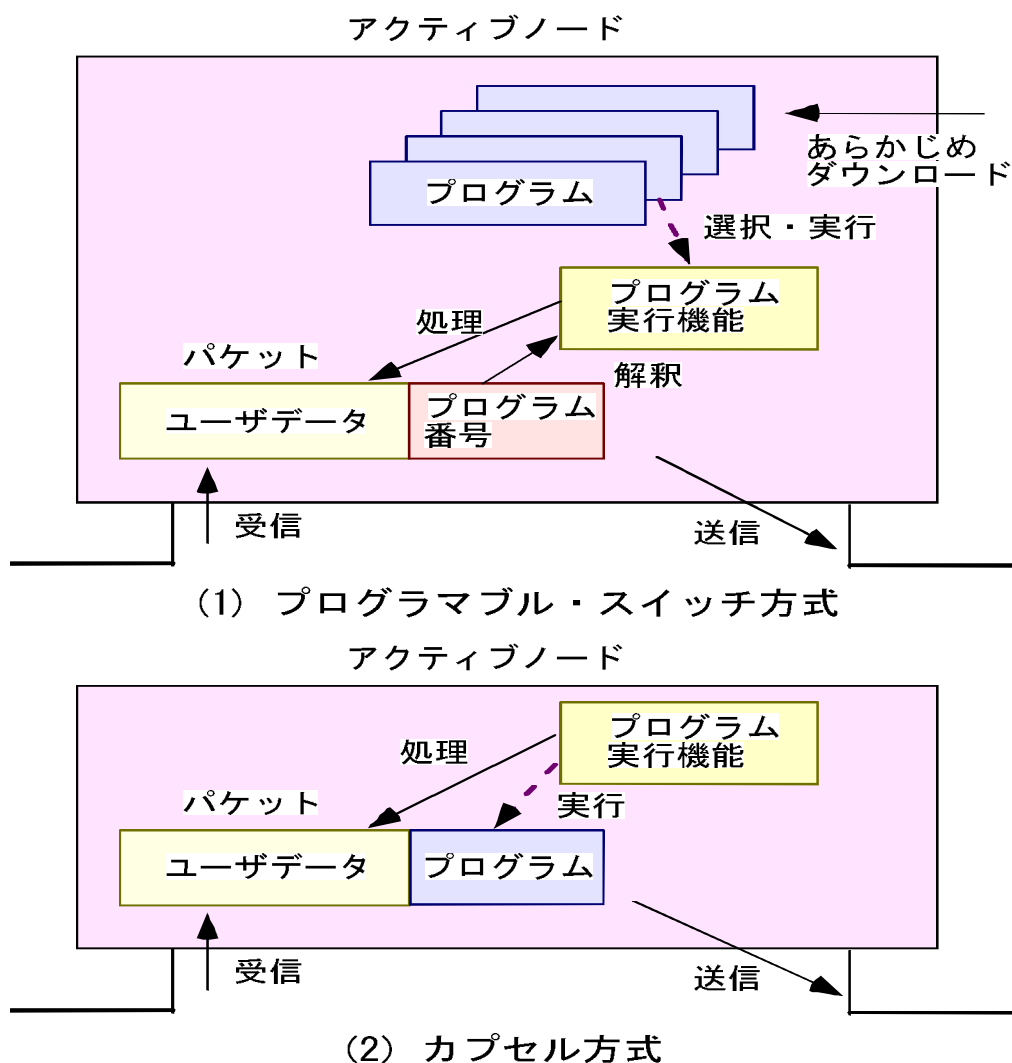 アクティブノード
あらかじめ
ダウンロード
プログラム
選択・実行
プログラム
実行機能
処理
解釈
パケット
ユーザデータ
プログラム
番号
受信
送信
(1) プログラマブル・スイッチ方式
アクティブノード
プログラム
実行機能
処理
実行
パケット
ユーザデータ
プログラム
受信
送信
(2) カプセル方式